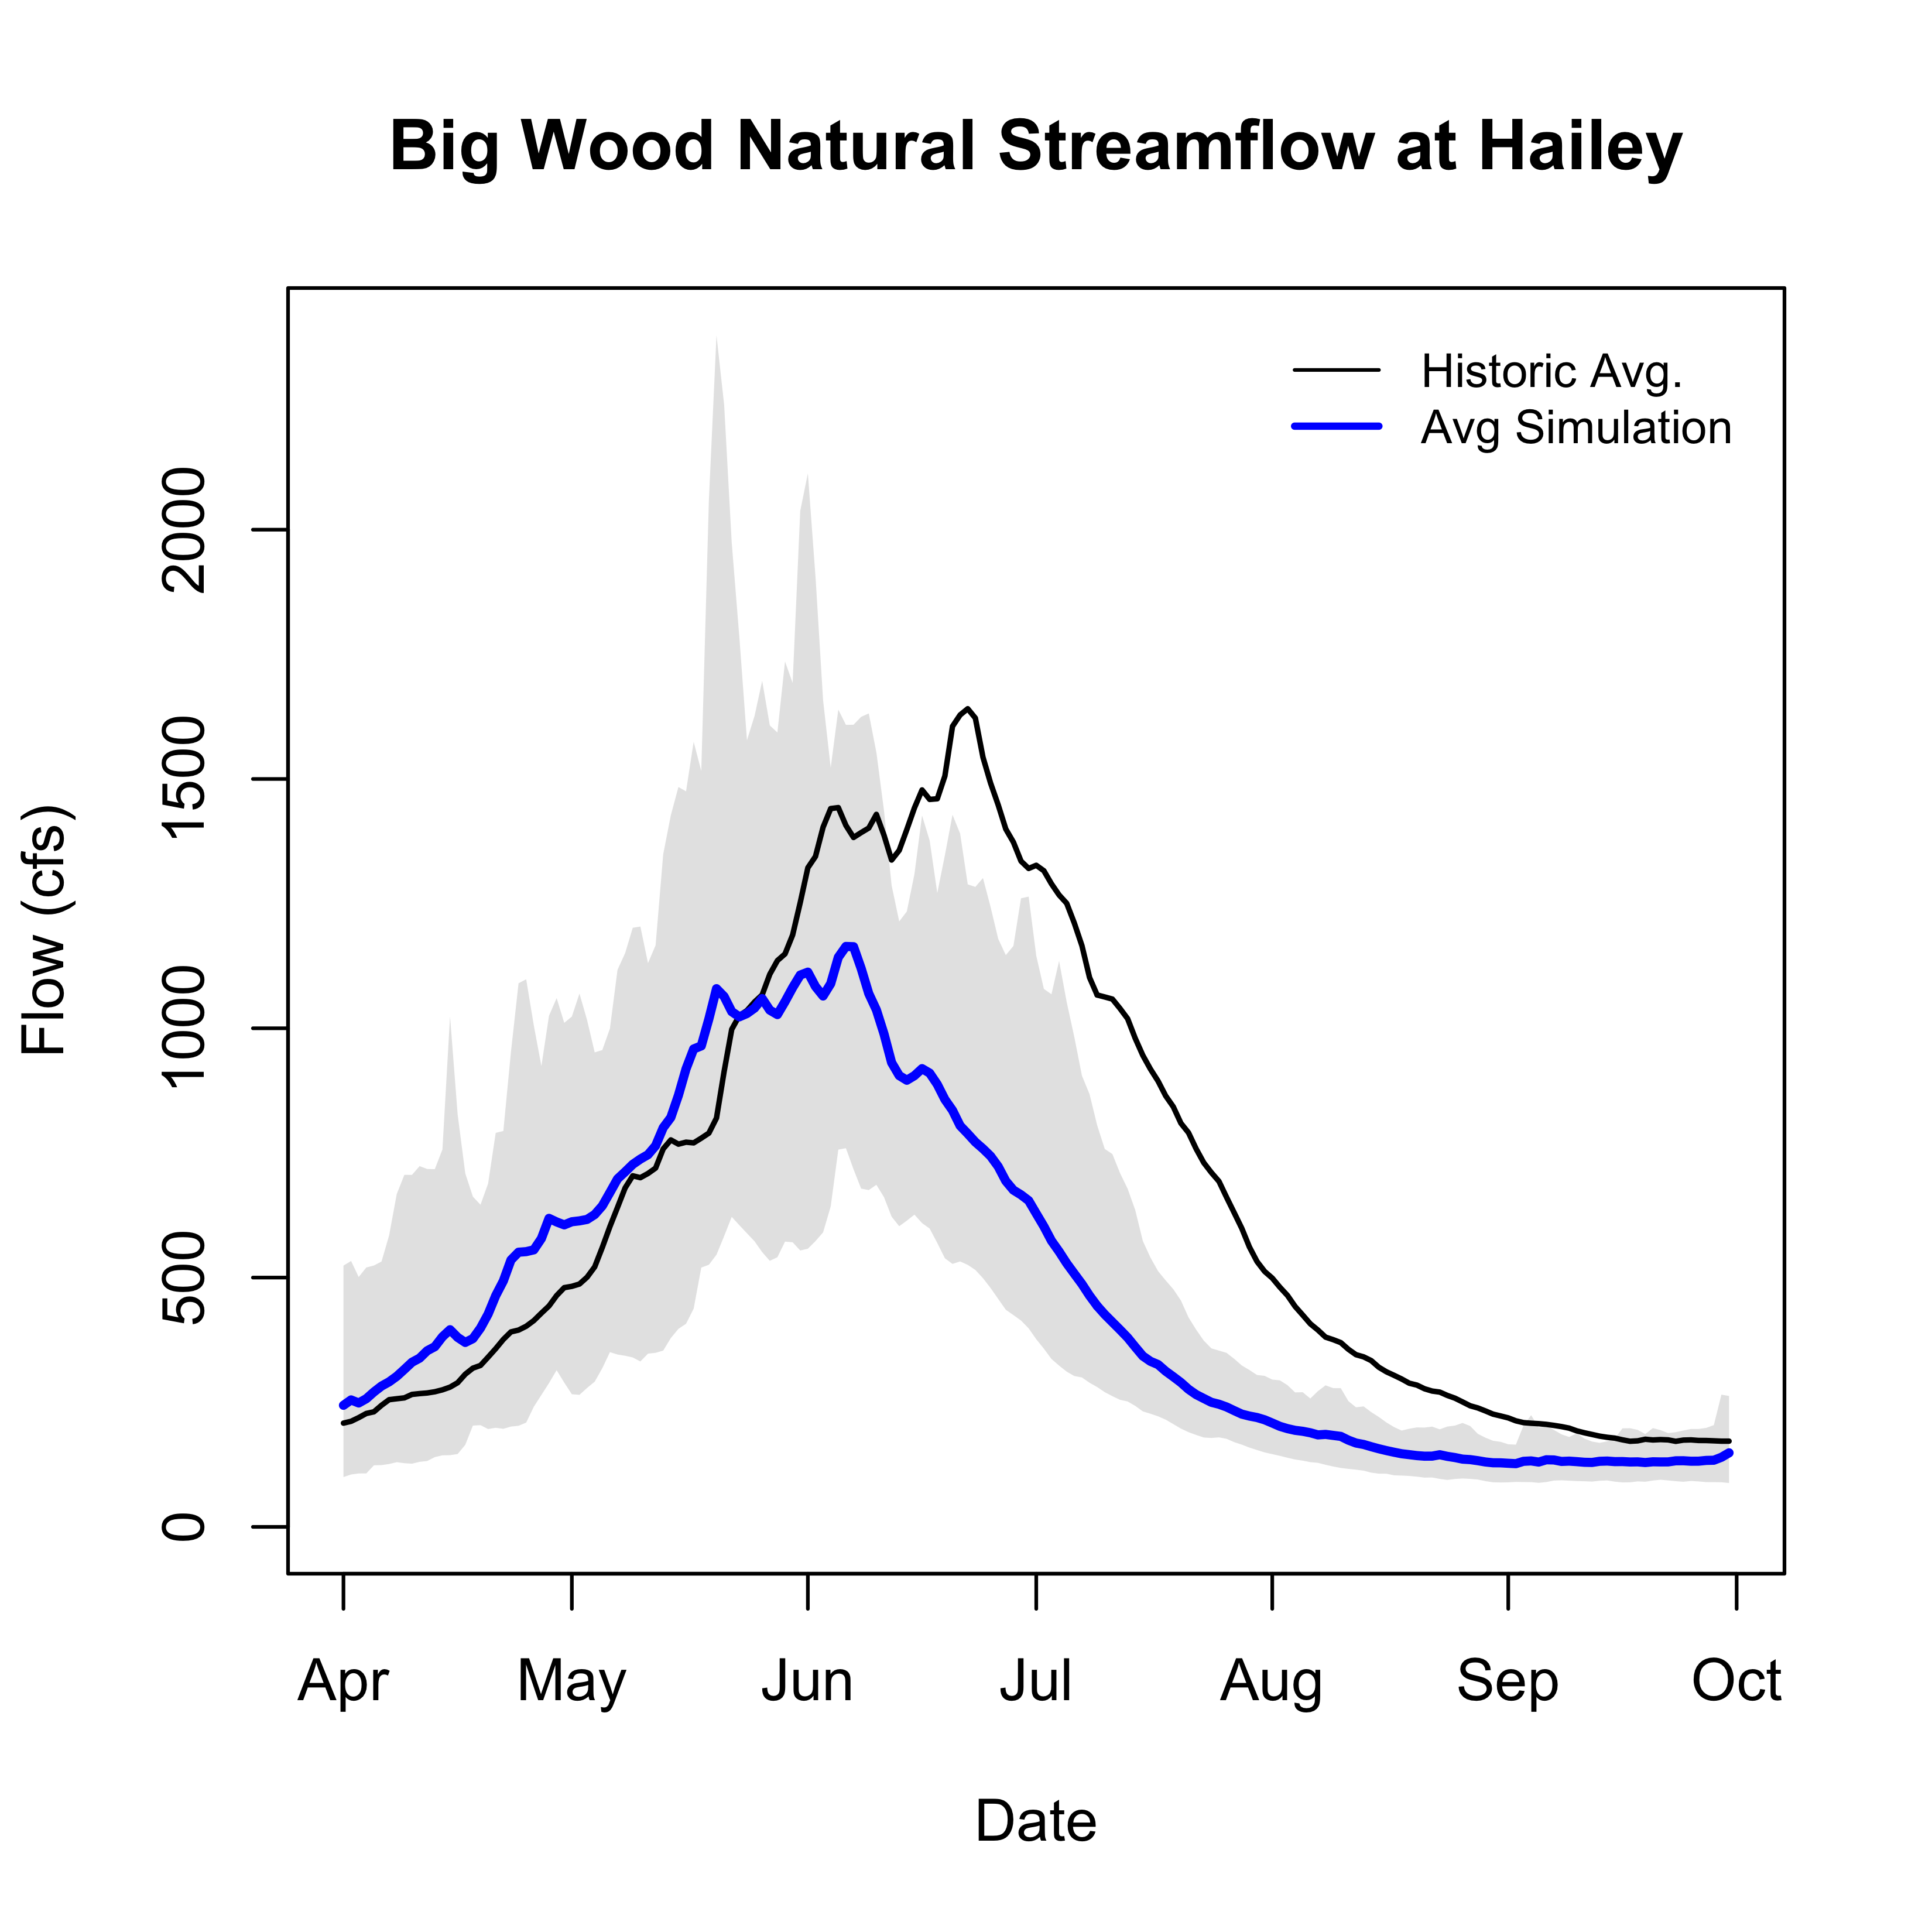 Big Wood Natural Streamflow at Hailey
Historic Avg.
Avg Simulation
Flow (cfs)
2000
1500
1000
500
0
Apr May Jun Jul Aug Sep Oct
Date